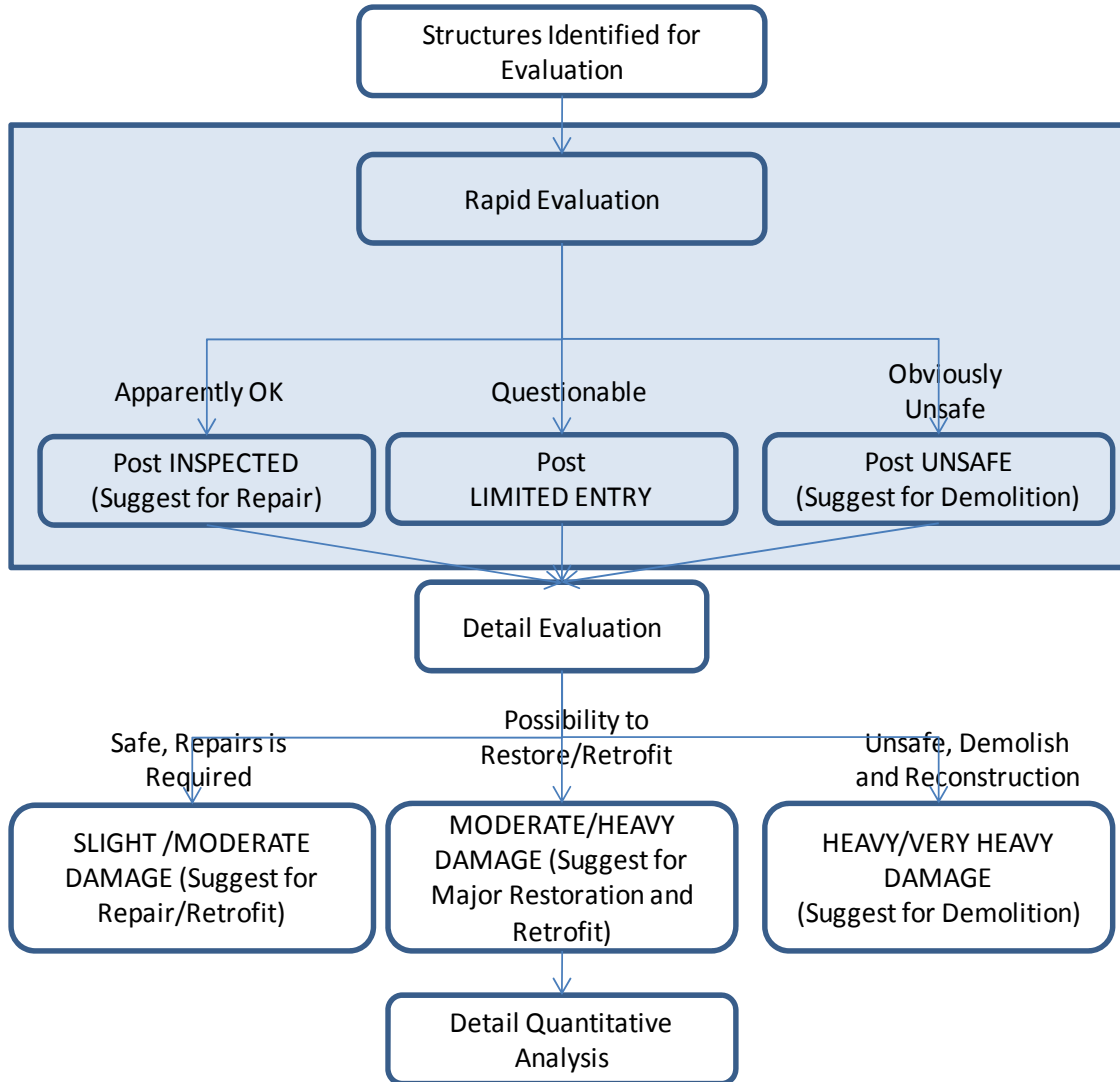 Structures Identified for
Evaluation
Rapid Evaluation
Apparently OK
Questionable
Obviously
Unsafe
Post INSPECTED
(Suggest for Repair)
Post
LIMITED ENTRY
Post UNSAFE
(Suggest for Demolition)
Detail Evaluation
Safe, Repairs is
Required
Possibility to
Restore/Retrofit
Unsafe, Demolish
and Reconstruction
SLIGHT /MODERATE
DAMAGE (Suggest for
Repair/Retrofit)
MODERATE/HEAVY
DAMAGE (Suggest for
Major Restoration and
Retrofit)
HEAVY/VERY HEAVY
DAMAGE
(Suggest for Demolition)
Detail Quantitative
Analysis